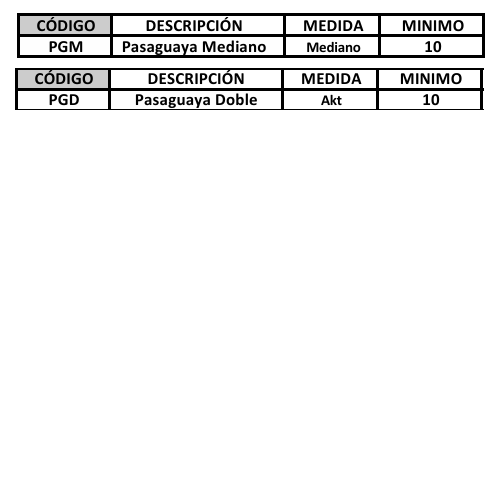 CÓDIGO DESCRIPCIÓN MEDIDA MINIMO
PGM Pasaguaya Mediano Mediano 10
CÓDIGO DESCRIPCIÓN MEDIDA MINIMO
PGD Pasaguaya Doble Akt 10